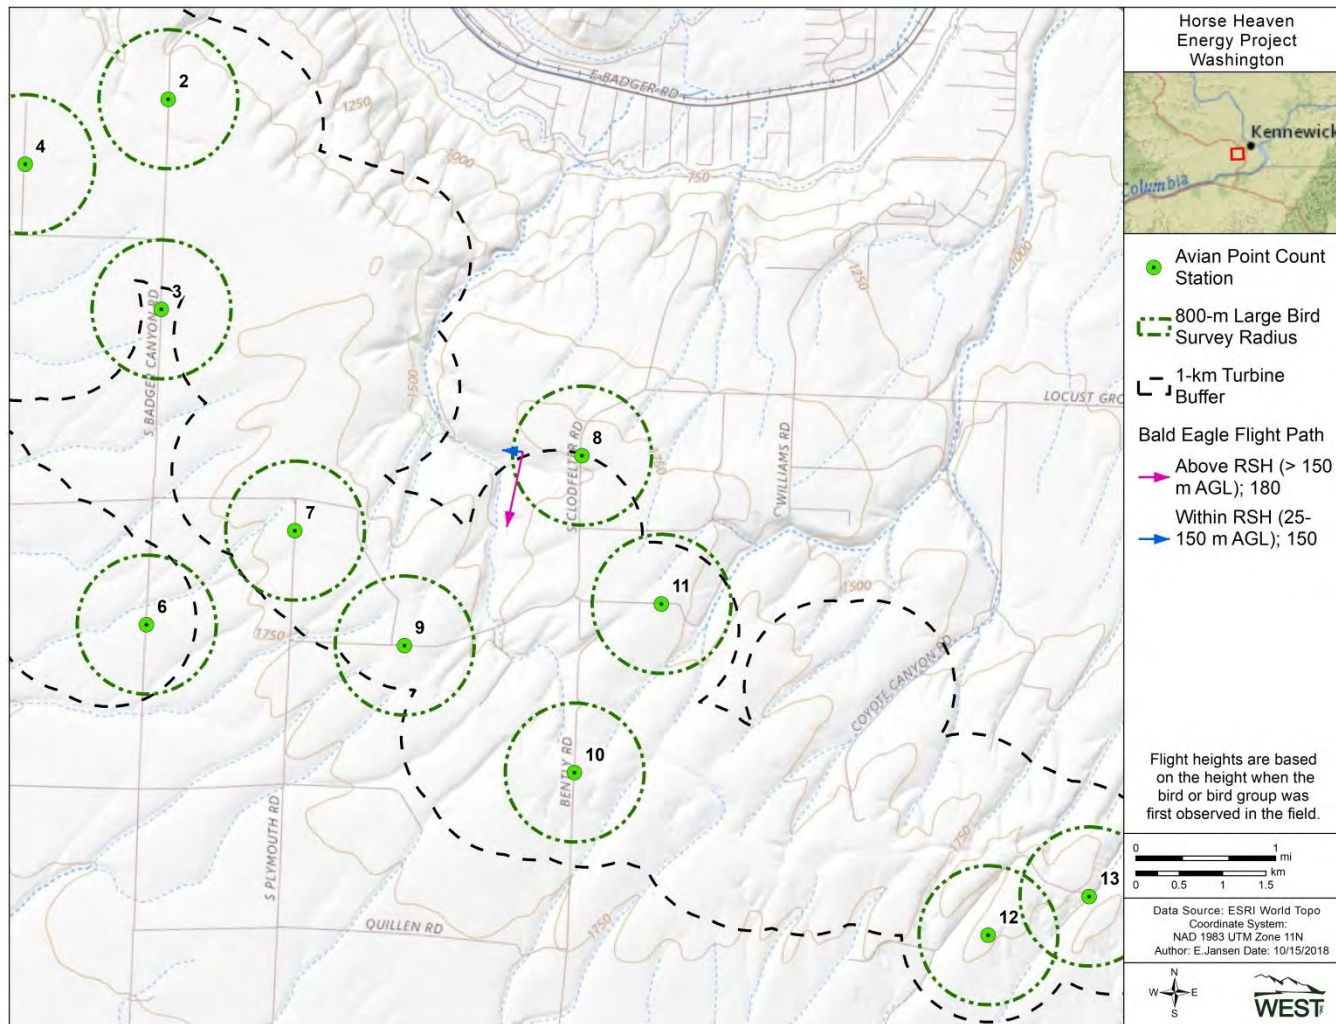 2
4
3
7
6
9
8
11
10
12
13
E BADGER RD
1250
1000
750
1250
1000
S BADGER CANYON RD
1500
LOCUST GRO
S CLODFELTER RD
WILLIAMS RD
1500
1750
COYOTE CANYON RD
BENTLY RD
S PLYMOUTH RD
QUILLEN RD
1750
1750
Horse Heaven
Energy Project
Washington
Kennewick
Columbia
Avian Point Count
Station
800-m Large Bird
Survey Radius
1-km Turbine
Buffer
Bald Eagle Flight Path
Above RSH (> 150
m AGL); 180
Within RSH (25-
150 m AGL); 150
Flight heights are based
on the height when the
bird or bird group was
first observed in the field.
0 1
mi
km
0 0.5 1 1.5
Data Source: ESRI World Topo
Coordinate System:
NAD 1983 UTM Zone 11N
Author: E.Jansen Date: 10/15/2018
N
W E
S
WEST